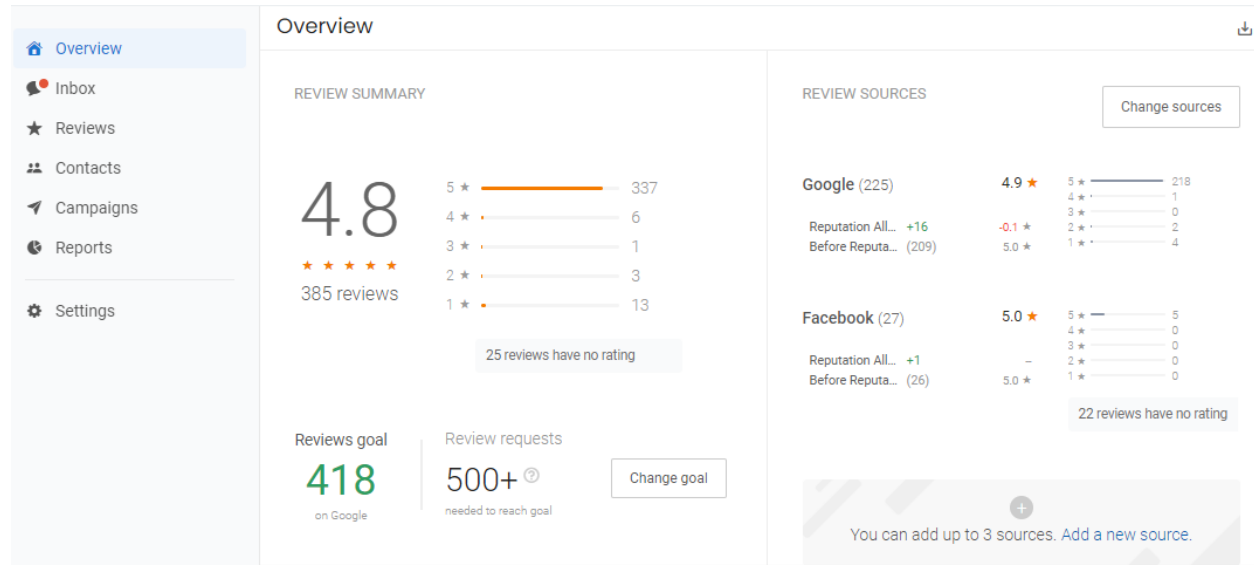 Overview
Overview
Inbox
Reviews
Contacts
Campaigns
Reports
Settings
REVIEW SUMMARY
4.8
385 reviews
5 ★ 337
4 ★ 6
3 ★ 1
2 ★ 3
1 ★ 13
25 reviews have no rating
Reviews goal
418
on Google
Review requests
500+ ?
needed to reach goal
Change goal
REVIEW SOURCES
Change sources
Google (225) 4.9 ★
Reputation All... +16 -0.1 ★
Before Reputa... (209) 5.0 ★
5 ★ 218
4 ★ 1
3 ★ 0
2 ★ 2
1 ★ 4
Facebook (27) 5.0 ★
Reputation All... +1 –
Before Reputa... (26) 5.0 ★
5 ★ 5
4 ★ 0
3 ★ 0
2 ★ 0
1 ★ 0
22 reviews have no rating
You can add up to 3 sources. Add a new source.